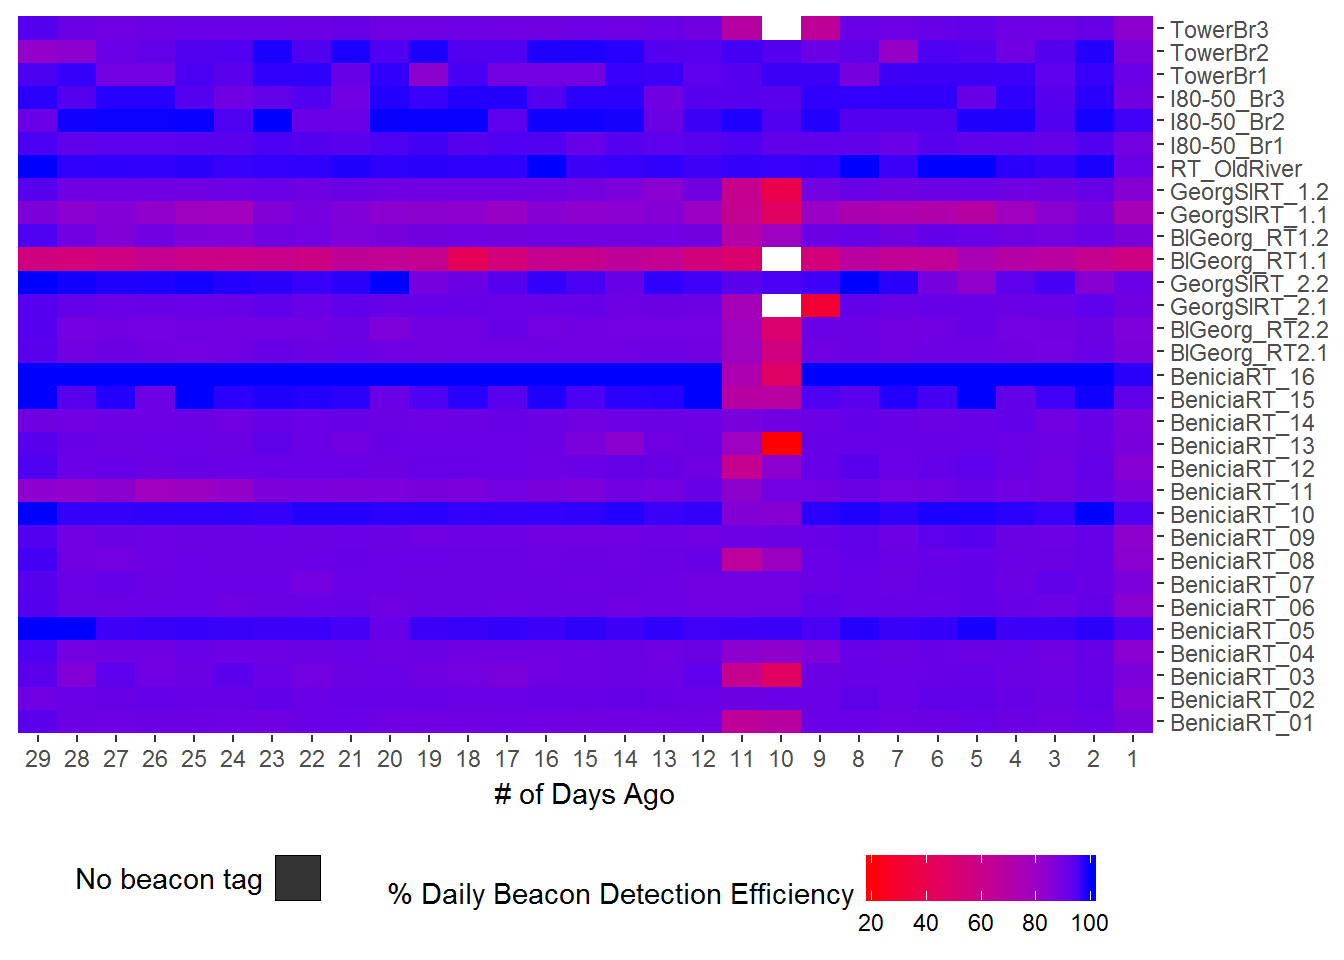 TowerBr3
TowerBr2
TowerBr1
I80-50_Br3
I80-50_Br2
I80-50_Br1
RT_OldRiver
GeorgSlRT_1.2
GeorgSlRT_1.1
BlGeorg_RT1.2
BlGeorg_RT1.1
GeorgSlRT_2.2
GeorgSlRT_2.1
BlGeorg_RT2.2
BlGeorg_RT2.1
BeniciaRT_16
BeniciaRT_15
BeniciaRT_14
BeniciaRT_13
BeniciaRT_12
BeniciaRT_11
BeniciaRT_10
BeniciaRT_09
BeniciaRT_08
BeniciaRT_07
BeniciaRT_06
BeniciaRT_05
BeniciaRT_04
BeniciaRT_03
BeniciaRT_02
BeniciaRT_01
29 28 27 26 25 24 23 22 21 20 19 18 17 16 15 14 13 12 11 10 9 8 7 6 5 4 3 2 1
# of Days Ago
No beacon tag
% Daily Beacon Detection Efficiency
20 40 60 80 100